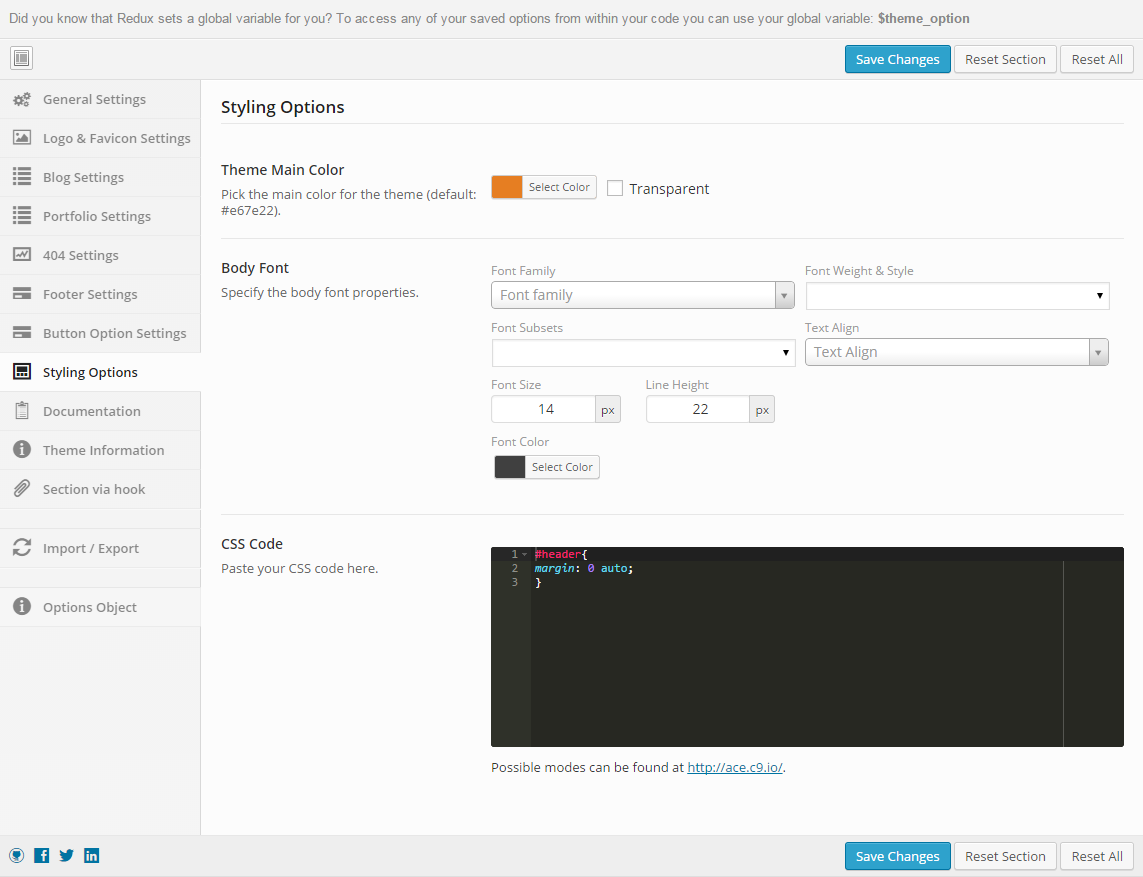 Did you know that Redux sets a global variable for you? To access any of your saved options from within your code you can use your global variable: $theme_option
Save Changes
Reset Section
Reset All
General Settings
Logo & Favicon Settings
Blog Settings
Portfolio Settings
404 Settings
Footer Settings
Button Option Settings
Styling Options
Documentation
Theme Information
Section via hook
Import / Export
Options Object
Styling Options
Theme Main Color
Pick the main color for the theme (default:
#e67e22).
Select Color
Transparent
Body Font
Specify the body font properties.
Font Family
Font family
Font Weight & Style
Font Subsets
Text Align
Text Align
Font Size
14 px
Line Height
22 px
Font Color
Select Color
CSS Code
Paste your CSS code here.
1 #header{
2 margin: 0 auto;
3 }
Possible modes can be found at http://ace.c9.io/.
in
Save Changes
Reset Section
Reset All